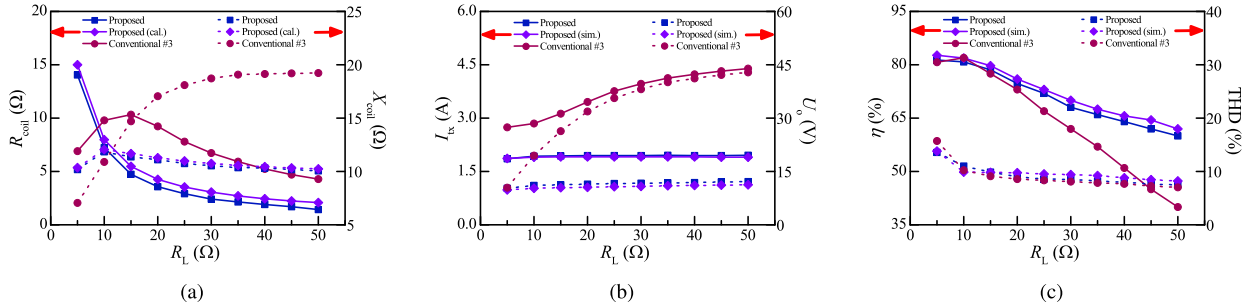 Proposed
Proposed (cal.)
Conventional #3
Proposed
Proposed (cal.)
Conventional #3
20
15
10
5
0
R_coil (Ω)
25
20
15
10
5
X_coil (Ω)
0 10 20 30 40 50
R_L (Ω)
(a)
Proposed
Proposed (sim.)
Conventional #3
Proposed
Proposed (sim.)
Conventional #3
6.0
4.5
3.0
1.5
0.0
I_tx (A)
60
45
30
15
0
U_o (V)
0 10 20 30 40 50
R_L (Ω)
(b)
Proposed
Proposed (sim.)
Conventional #3
Proposed
Proposed (sim.)
Conventional #3
95
80
65
50
35
η (%)
40
30
20
10
0
THD (%)
0 10 20 30 40 50
R_L (Ω)
(c)